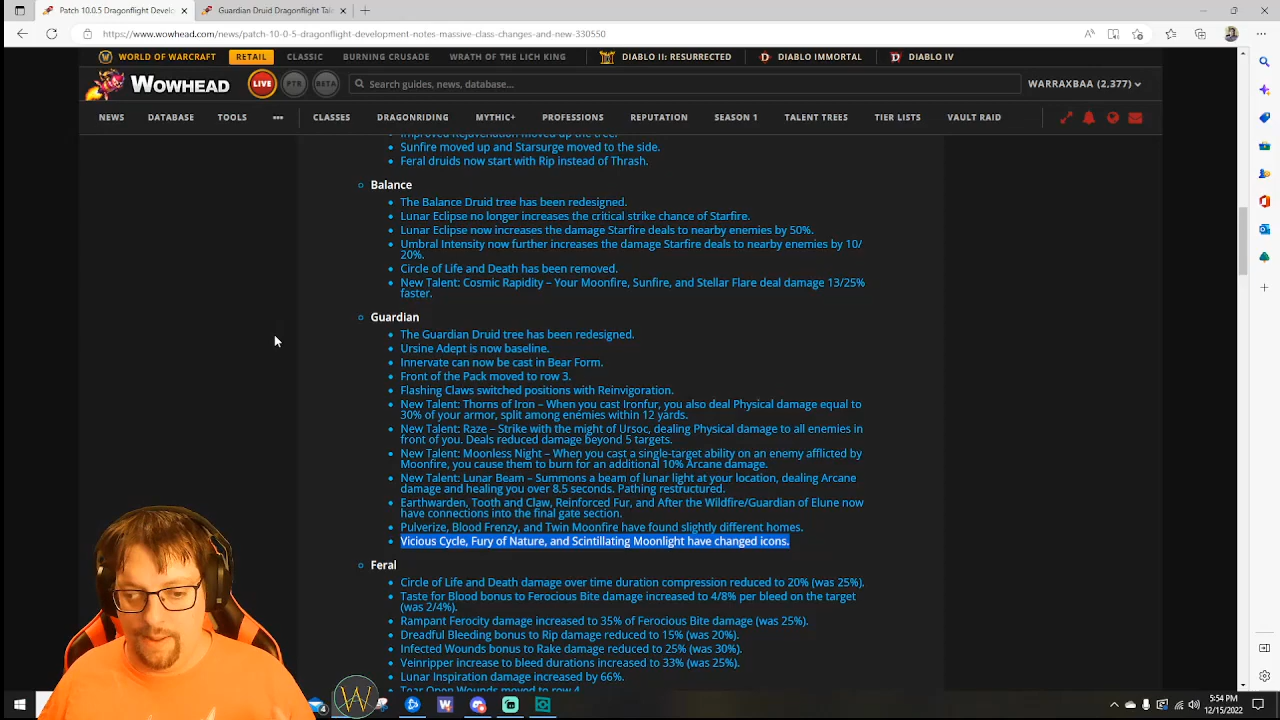 Patch 10.0.5 Dragonflight Develo
Guardian Druid Dragonflight Tale
https://www.wowhead.com/news/patch-10-0-5-dragonflight-development-notes-massive-class-changes-and-new-330550
WORLD OF WARCRAFT RETAIL CLASSIC BURNING CRUSADE WRATH OF THE LICH KING DIABLO II: RESURRECTED DIABLO IMMORTAL DIABLO IV
WOWHEAD LIVE PTR BETA Search guides, news, database... WARRAXBAA (2,377)
NEWS DATABASE TOOLS ••• CLASSES DRAGONRIDING MYTHIC+ PROFESSIONS REPUTATION SEASON 1 TALENT TREES TIER LISTS VAULT RAID
Improved Rejuvenation moved up the tree.
Sunfire moved up and Starsurge moved to the side.
Feral druids now start with Rip instead of Thrash.
Balance
The Balance Druid tree has been redesigned.
Lunar Eclipse no longer increases the critical strike chance of Starfire.
Lunar Eclipse now increases the damage Starfire deals to nearby enemies by 50%.
Umbral Intensity now further increases the damage Starfire deals to nearby enemies by 10/
20%.
Circle of Life and Death has been removed.
New Talent: Cosmic Rapidity – Your Moonfire, Sunfire, and Stellar Flare deal damage 13/25%
faster.
Guardian
The Guardian Druid tree has been redesigned.
Ursine Adept is now baseline.
Innervate can now be cast in Bear Form.
Front of the Pack moved to row 3.
Flashing Claws switched positions with Reinvigoration.
New Talent: Thorns of Iron – When you cast Ironfur, you also deal Physical damage equal to
30% of your armor, split among enemies within 12 yards.
New Talent: Raze – Strike with the might of Ursoc, dealing Physical damage to all enemies in
front of you. Deals reduced damage beyond 5 targets.
New Talent: Moonless Night – When you cast a single-target ability on an enemy afflicted by
Moonfire, you cause them to burn for an additional 10% Arcane damage.
New Talent: Lunar Beam – Summons a beam of lunar light at your location, dealing Arcane
damage and healing you over 8.5 seconds. Pathing restructured.
Earthwarden, Tooth and Claw, Reinforced Fur, and After the Wildfire/Guardian of Elune now
have connections into the final gate section.
Pulverize, Blood Frenzy, and Twin Moonfire have found slightly different homes.
Vicious Cycle, Fury of Nature, and Scintillating Moonlight have changed icons.
Feral
Circle of Life and Death damage over time duration compression reduced to 20% (was 25%).
Taste for Blood bonus to Ferocious Bite damage increased to 4/8% per bleed on the target
(was 2/4%).
Rampant Ferocity damage increased to 35% of Ferocious Bite damage (was 25%).
Dreadful Bleeding bonus to Rip damage reduced to 15% (was 20%).
Infected Wounds bonus to Rake damage reduced to 25% (was 30%).
Veinripper increase to bleed durations increased to 33% (was 25%).
Lunar Inspiration damage increased by 66%.
Tear Open Wounds moved to row 4.
5:54 PM
12/15/2022